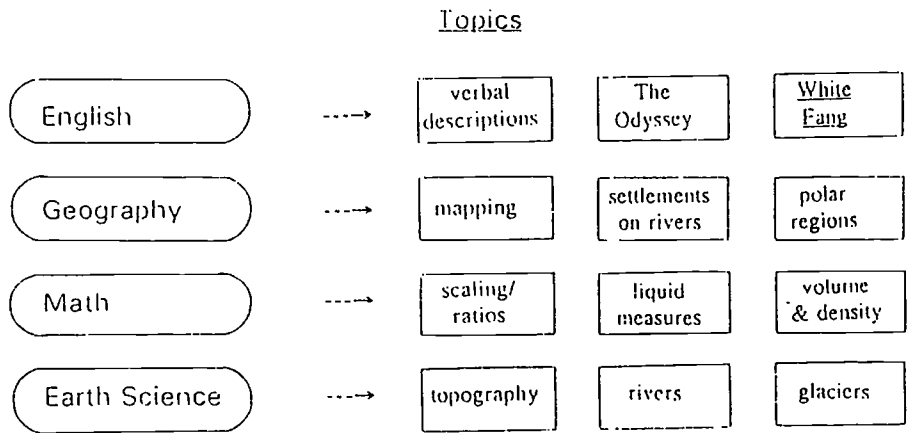 Topics
English
verbal
descriptions
The
Odyssey
White
Fang
Geography
mapping
settlements
on rivers
polar
regions
Math
scaling/
ratios
liquid
measures
volume
& density
Earth Science
topography
rivers
glaciers